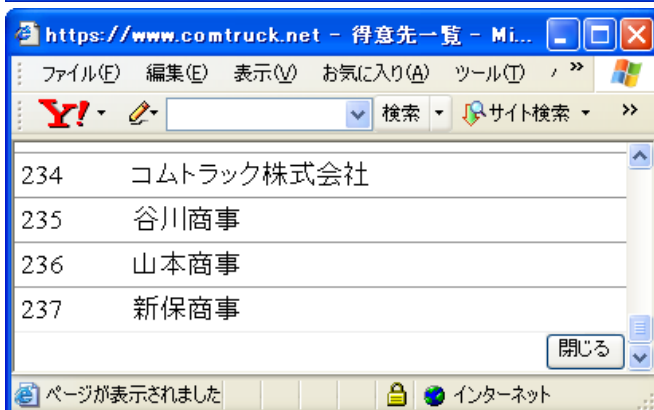 https://www.comtruck.net - 得意先一覧 - Mi...
ファイル(F) 編集(E) 表示(V) お気に入り(A) ツール(T) »
Y! 検索 サイト検索 »
234 コムトラック株式会社
235 谷川商事
236 山本商事
237 新保商事
閉じる
ページが表示されました インターネット